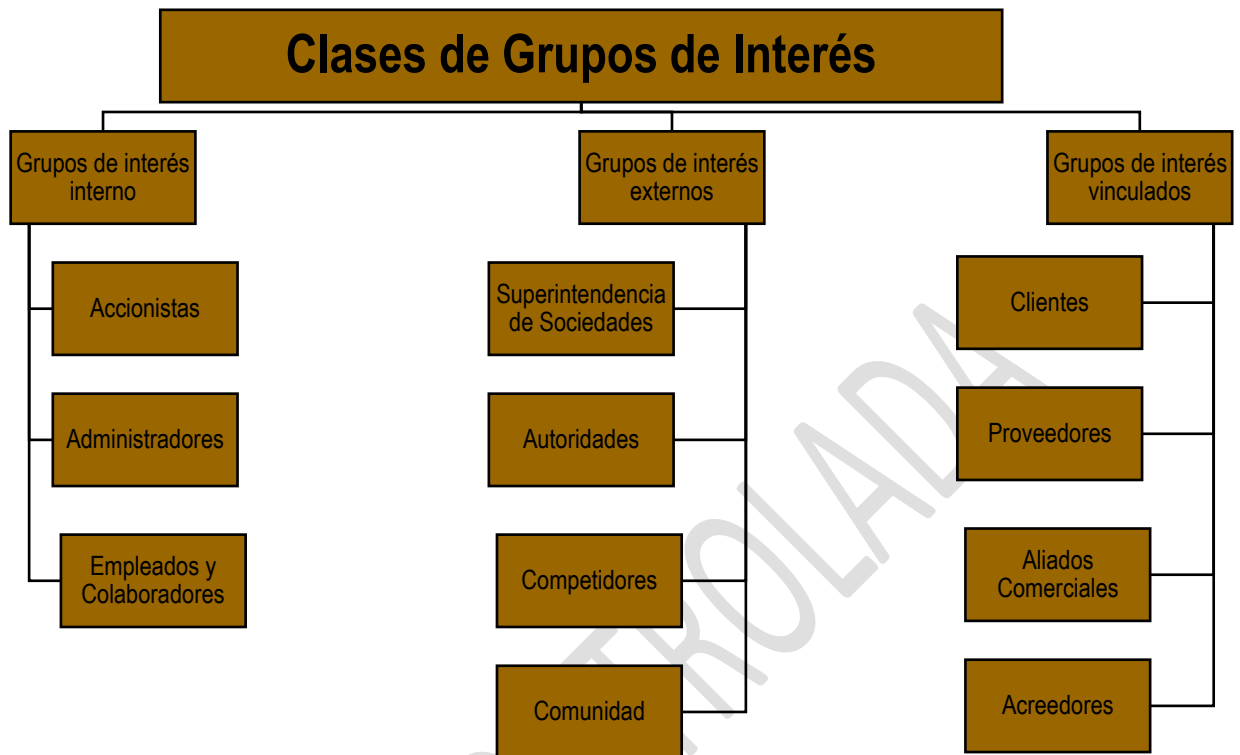 Clases de Grupos de Interés
Grupos de interés
interno
Accionistas
Administradores
Empleados y
Colaboradores
Grupos de interés
externos
Superintendencia
de Sociedades
Autoridades
Competidores
Comunidad
Grupos de interés
vinculados
Clientes
Proveedores
Aliados
Comerciales
Acreedores
TROLADA